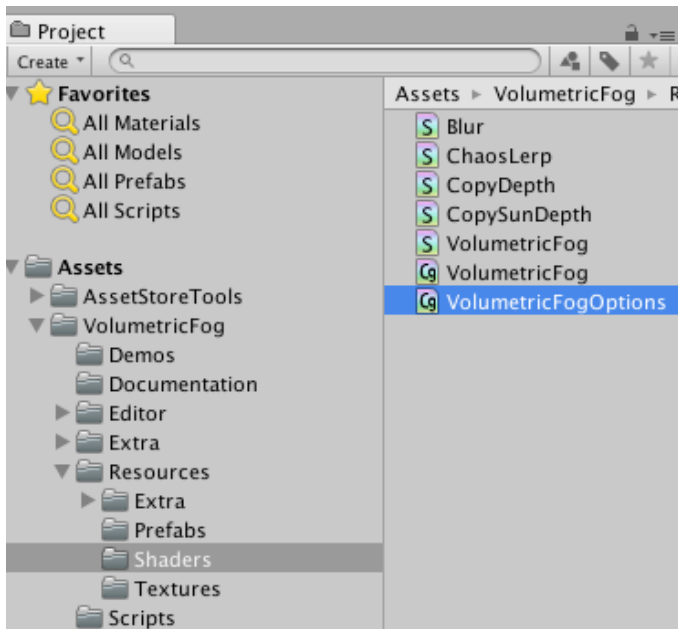 Project
Create
Favorites
All Materials
All Models
All Prefabs
All Scripts
Assets
AssetStoreTools
VolumetricFog
Demos
Documentation
Editor
Extra
Resources
Extra
Prefabs
Shaders
Textures
Scripts
Assets ▸ VolumetricFog ▸ R
S Blur
S ChaosLerp
S CopyDepth
S CopySunDepth
S VolumetricFog
Cg VolumetricFog
Cg VolumetricFogOptions